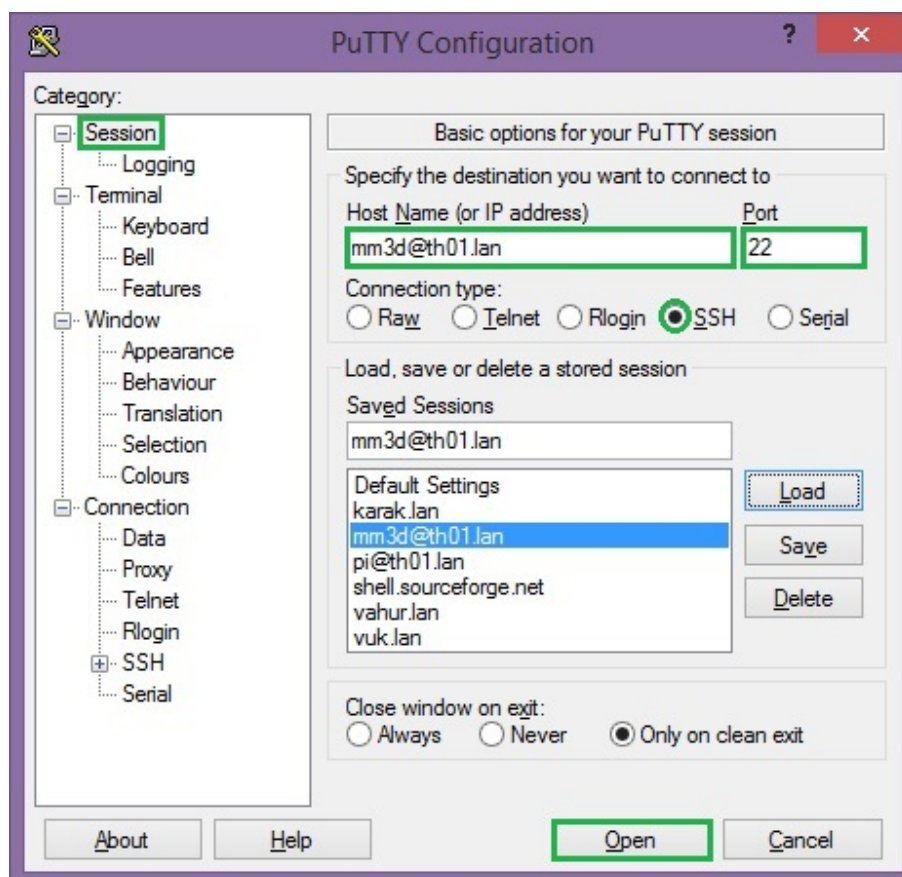 PuTTY Configuration
?
×
Category:
Session
Logging
Terminal
Keyboard
Bell
Features
Window
Appearance
Behaviour
Translation
Selection
Colours
Connection
Data
Proxy
Telnet
Rlogin
SSH
Serial
Basic options for your PuTTY session
Specify the destination you want to connect to
Host Name (or IP address) Port
mm3d@th01.lan 22
Connection type:
Raw Telnet Rlogin SSH Serial
Load, save or delete a stored session
Saved Sessions
mm3d@th01.lan
Default Settings
karak.lan
mm3d@th01.lan
pi@th01.lan
shell.sourceforge.net
vahur.lan
vuk.lan
Load
Save
Delete
Close window on exit:
Always Never Only on clean exit
About Help Open Cancel